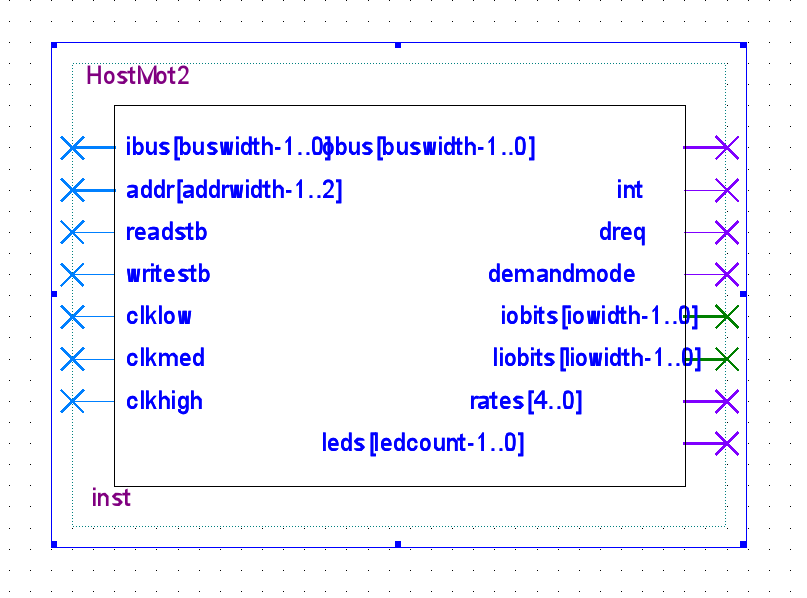 HostMot2
ibus[buswidth-1..0] obus[buswidth-1..0]
addr[addrwidth-1..2] int
readstb dreq
writestb demandmode
clklow iobits[iowidth-1..0]
clkmed liobits[liowidth-1..0]
clkhigh rates[4..0]
leds[ledcount-1..0]
inst